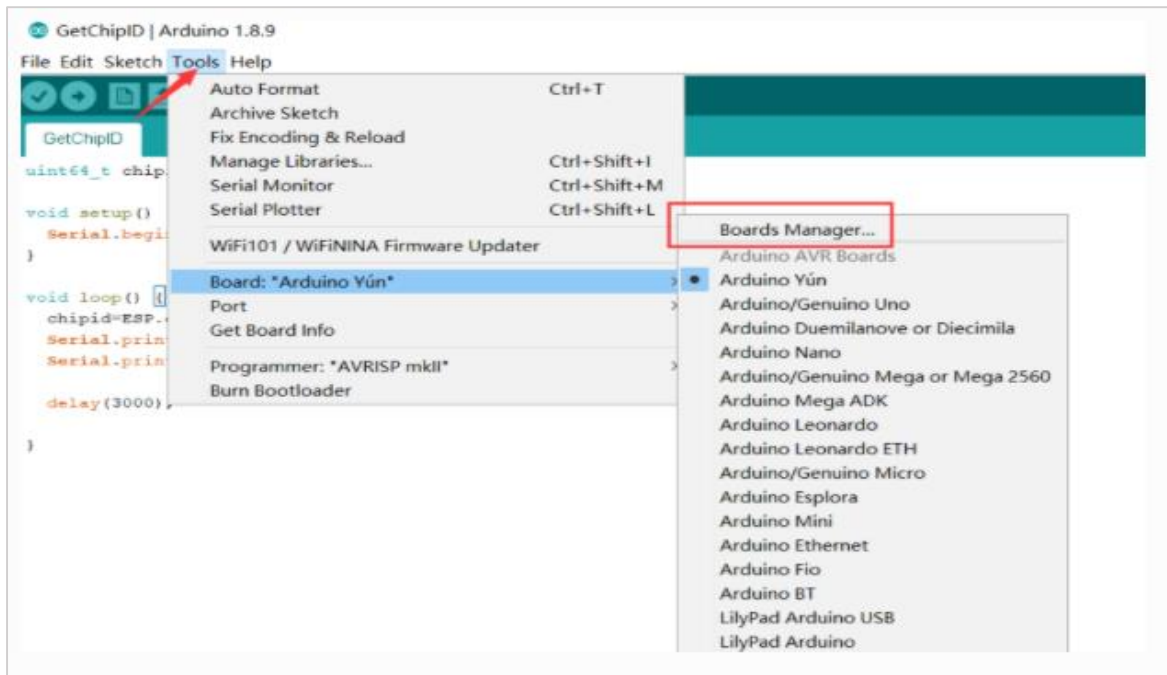 GetChipID | Arduino 1.8.9
File Edit Sketch Tools Help
GetChipID
uint64_t chip
void setup()
Serial.begi
}
void loop() {
chipid=ESP.
Serial.prin
Serial.prin
delay(3000);
}
Auto Format Ctrl+T
Archive Sketch
Fix Encoding & Reload
Manage Libraries... Ctrl+Shift+I
Serial Monitor Ctrl+Shift+M
Serial Plotter Ctrl+Shift+L
WiFi101 / WiFiNINA Firmware Updater
Board: "Arduino Yún"
Port
Get Board Info
Programmer: "AVRISP mkII"
Burn Bootloader
Boards Manager...
Arduino AVR Boards
Arduino Yún
Arduino/Genuino Uno
Arduino Duemilanove or Diecimila
Arduino Nano
Arduino/Genuino Mega or Mega 2560
Arduino Mega ADK
Arduino Leonardo
Arduino Leonardo ETH
Arduino/Genuino Micro
Arduino Esplora
Arduino Mini
Arduino Ethernet
Arduino Fio
Arduino BT
LilyPad Arduino USB
LilyPad Arduino